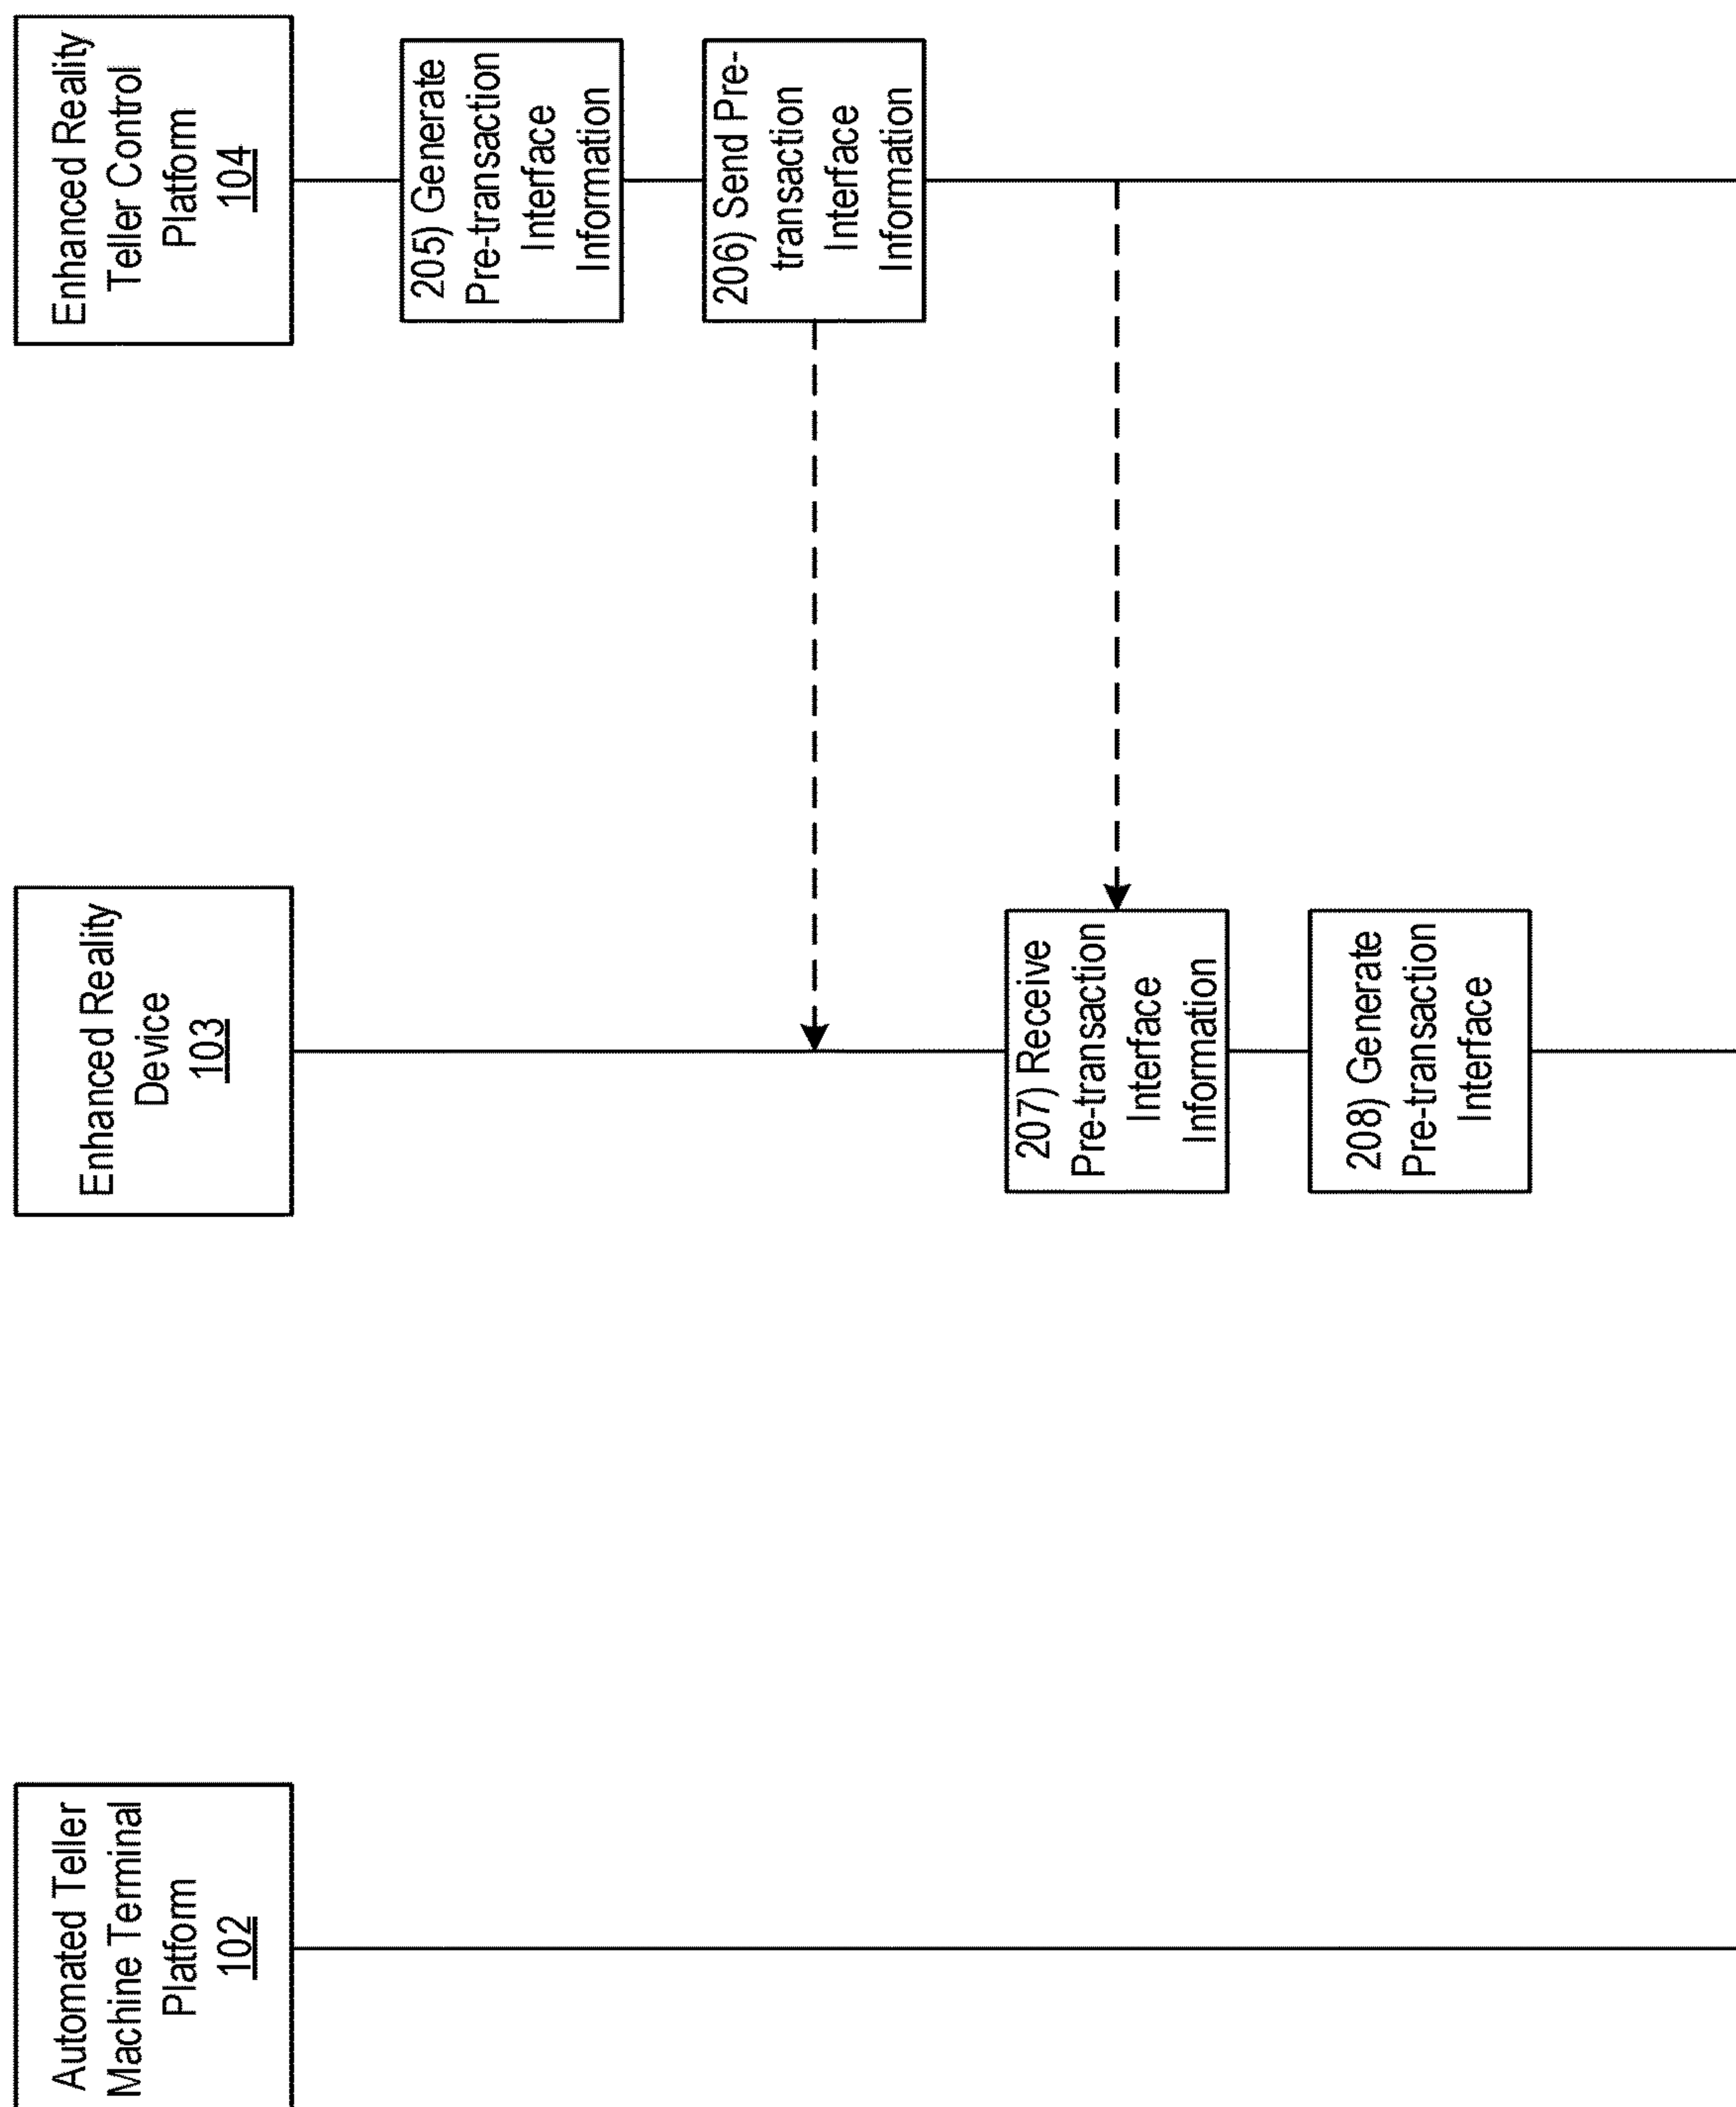 Automated Teller
Machine Terminal
Platform
102
Enhanced Reality
Device
103
Enhanced Reality
Teller Control
Platform
104
205) Generate
Pre-transaction
Interface
Information
206) Send Pre-
transaction
Interface
Information
207) Receive
Pre-transaction
Interface
Information
208) Generate
Pre-transaction
Interface